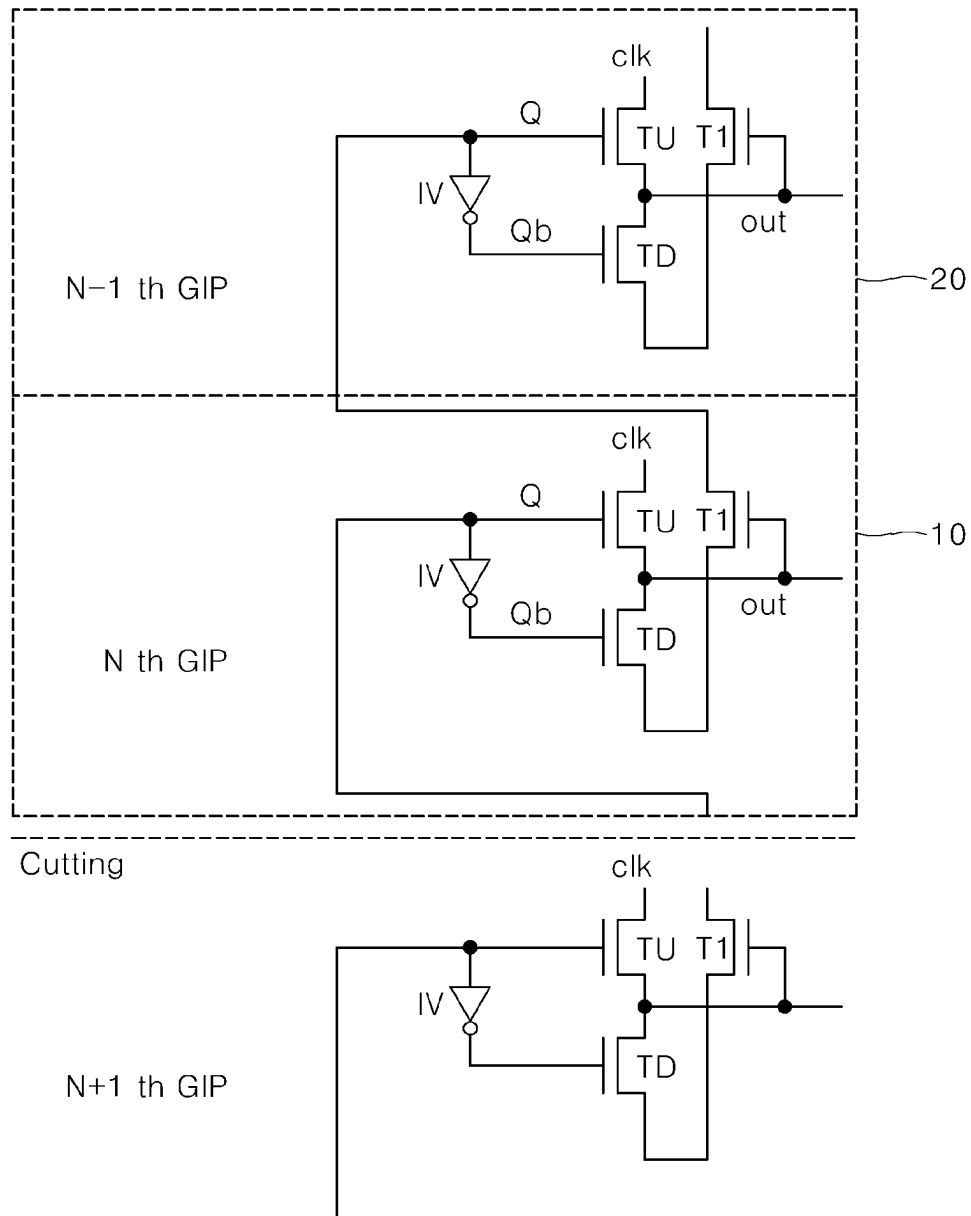 clk
Q
TU T1
IV
out
Qb
TD
N-1 th GIP
20
clk
Q
TU T1
10
IV
out
Qb
TD
N th GIP
Cutting
clk
TU T1
IV
TD
N+1 th GIP